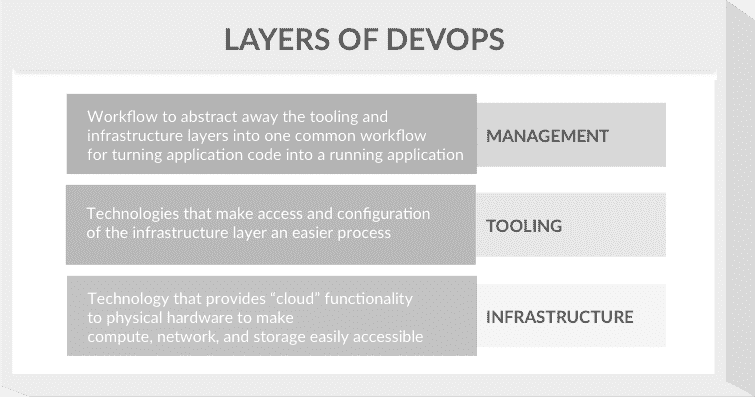 LAYERS OF DEVOPS
Workflow to abstract away the tooling and
infrastructure layers into one common workflow
for turning application code into a running application
MANAGEMENT
Technologies that make access and configuration
of the infrastructure layer an easier process
TOOLING
Technology that provides "cloud" functionality
to physical hardware to make
compute, network, and storage easily accessible
INFRASTRUCTURE